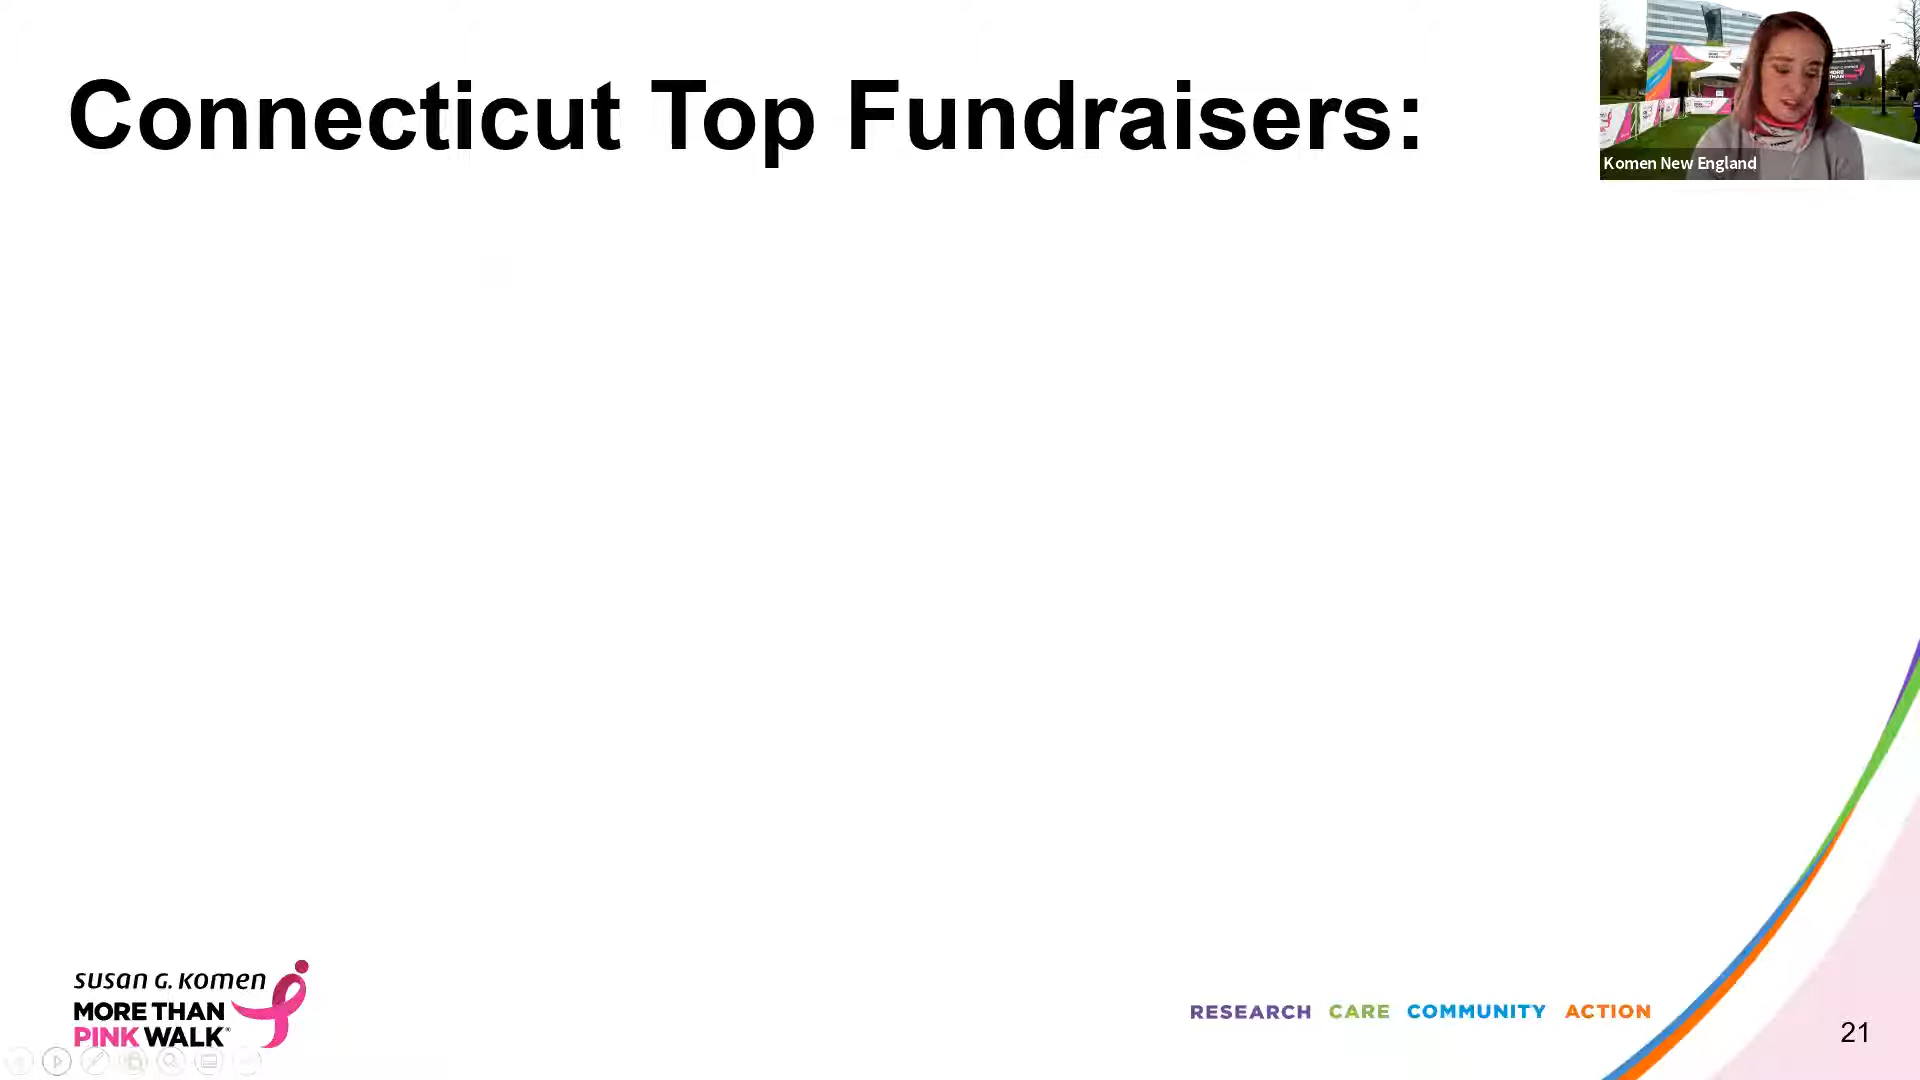 Connecticut Top Fundraisers:
Komen New England
susan G. komen
MORE THAN
PINK WALK®
RESEARCH CARE COMMUNITY ACTION
21